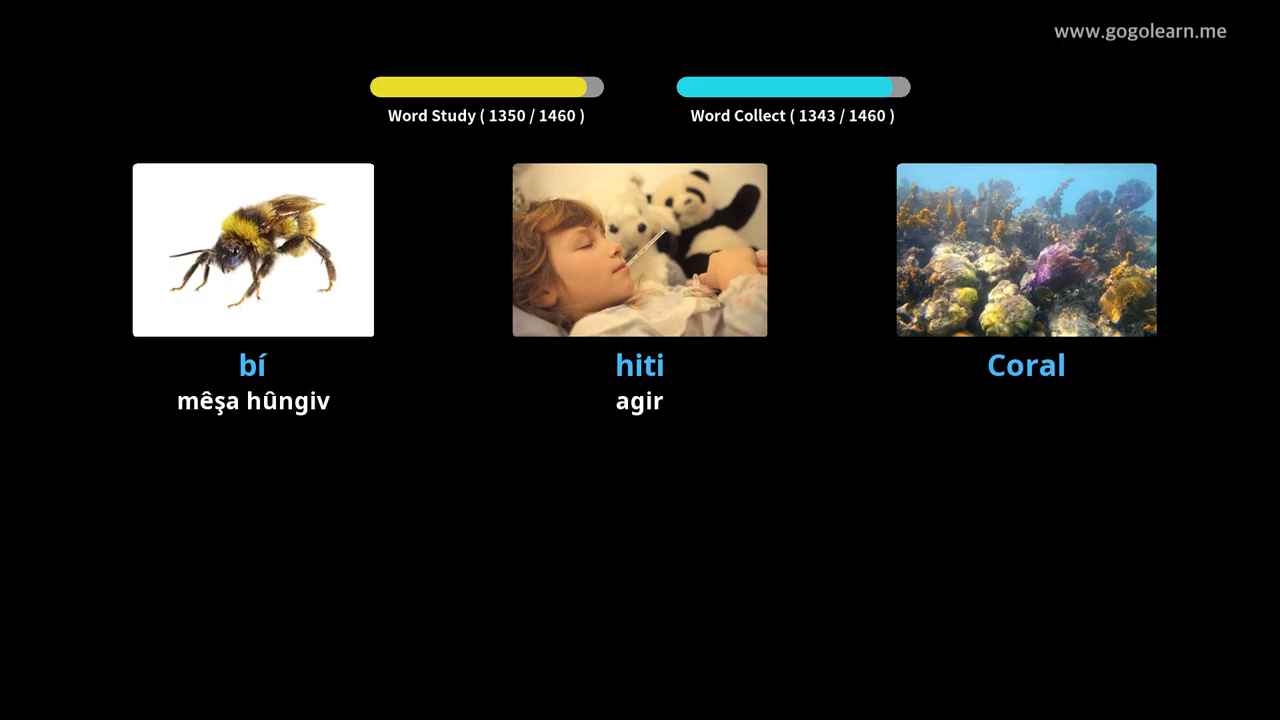 www.gogolearn.me
Word Study ( 1350 / 1460 )
Word Collect ( 1343 / 1460 )
bí
hiti
Coral
mêşa hûngiv
agir